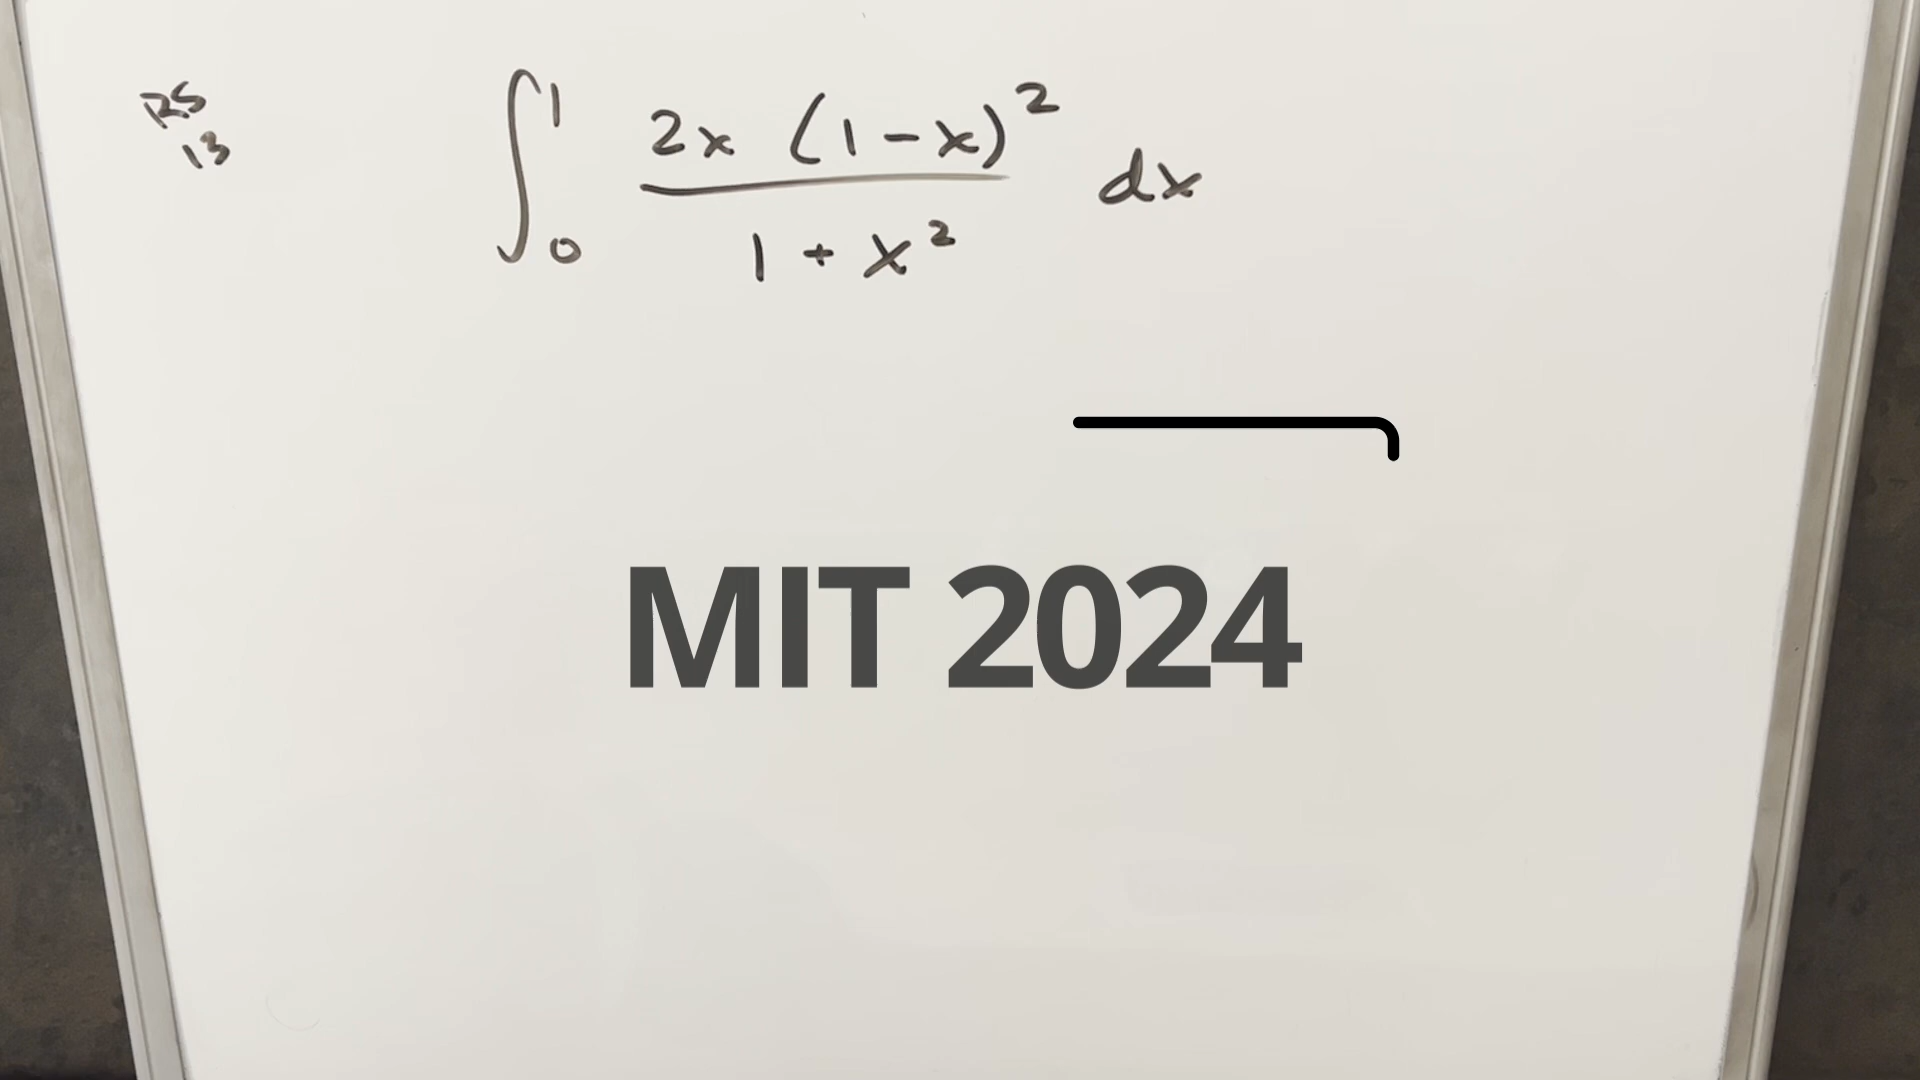 RS
13
∫₀¹ 2x (1-x)² / 1 + x² dx
MIT 2024